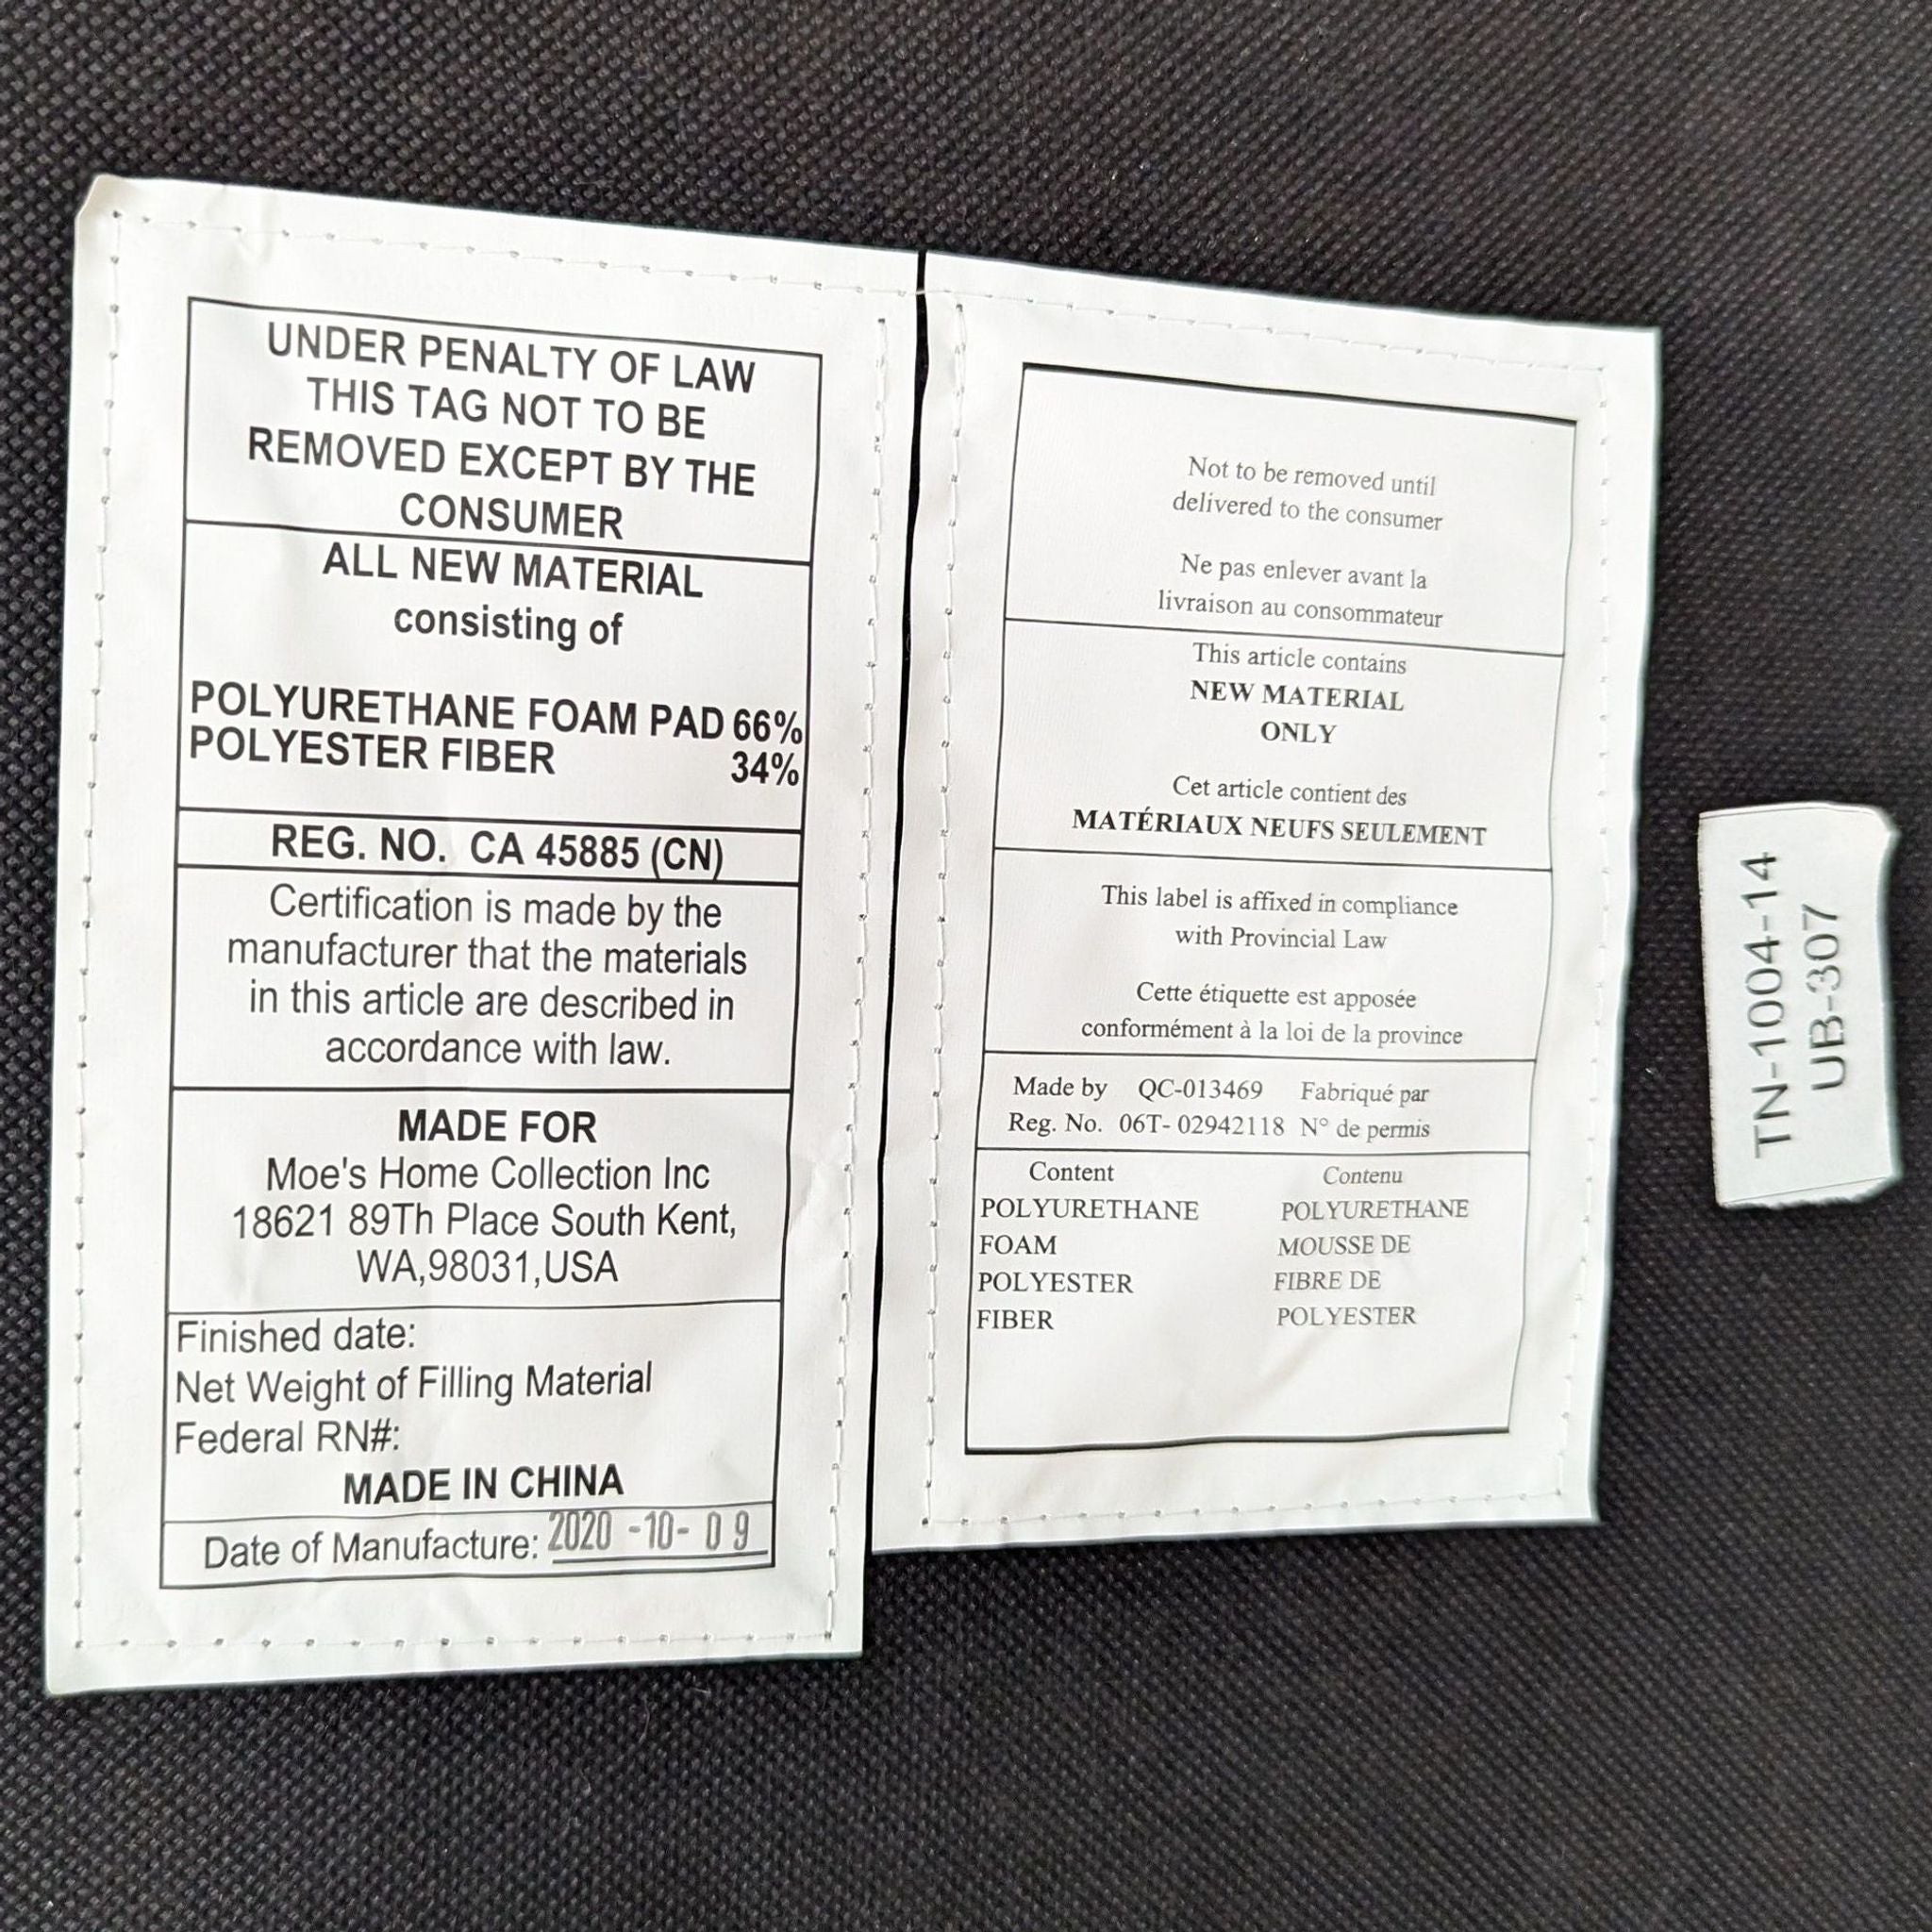 UNDER PENALTY OF LAW
THIS TAG NOT TO BE
REMOVED EXCEPT BY THE
CONSUMER
ALL NEW MATERIAL
consisting of
POLYURETHANE FOAM PAD 66%
POLYESTER FIBER 34%
REG. NO. CA 45885 (CN)
Certification is made by the
manufacturer that the materials
in this article are described in
accordance with law.
MADE FOR
Moe's Home Collection Inc
18621 89Th Place South Kent,
WA,98031,USA
Finished date:
Net Weight of Filling Material
Federal RN#:
MADE IN CHINA
Date of Manufacture: 2020 -10- 09
Not to be removed until
delivered to the consumer
Ne pas enlever avant la
livraison au consommateur
This article contains
NEW MATERIAL
ONLY
Cet article contient des
MATÉRIAUX NEUFS SEULEMENT
This label is affixed in compliance
with Provincial Law
Cette étiquette est apposée
conformément à la loi de la province
Made by QC-013469 Fabriqué par
Reg. No. 06T- 02942118 N° de permis
Content Contenu
POLYURETHANE POLYURETHANE
FOAM MOUSSE DE
POLYESTER FIBRE DE
FIBER POLYESTER
TN-1004-14
UB-307